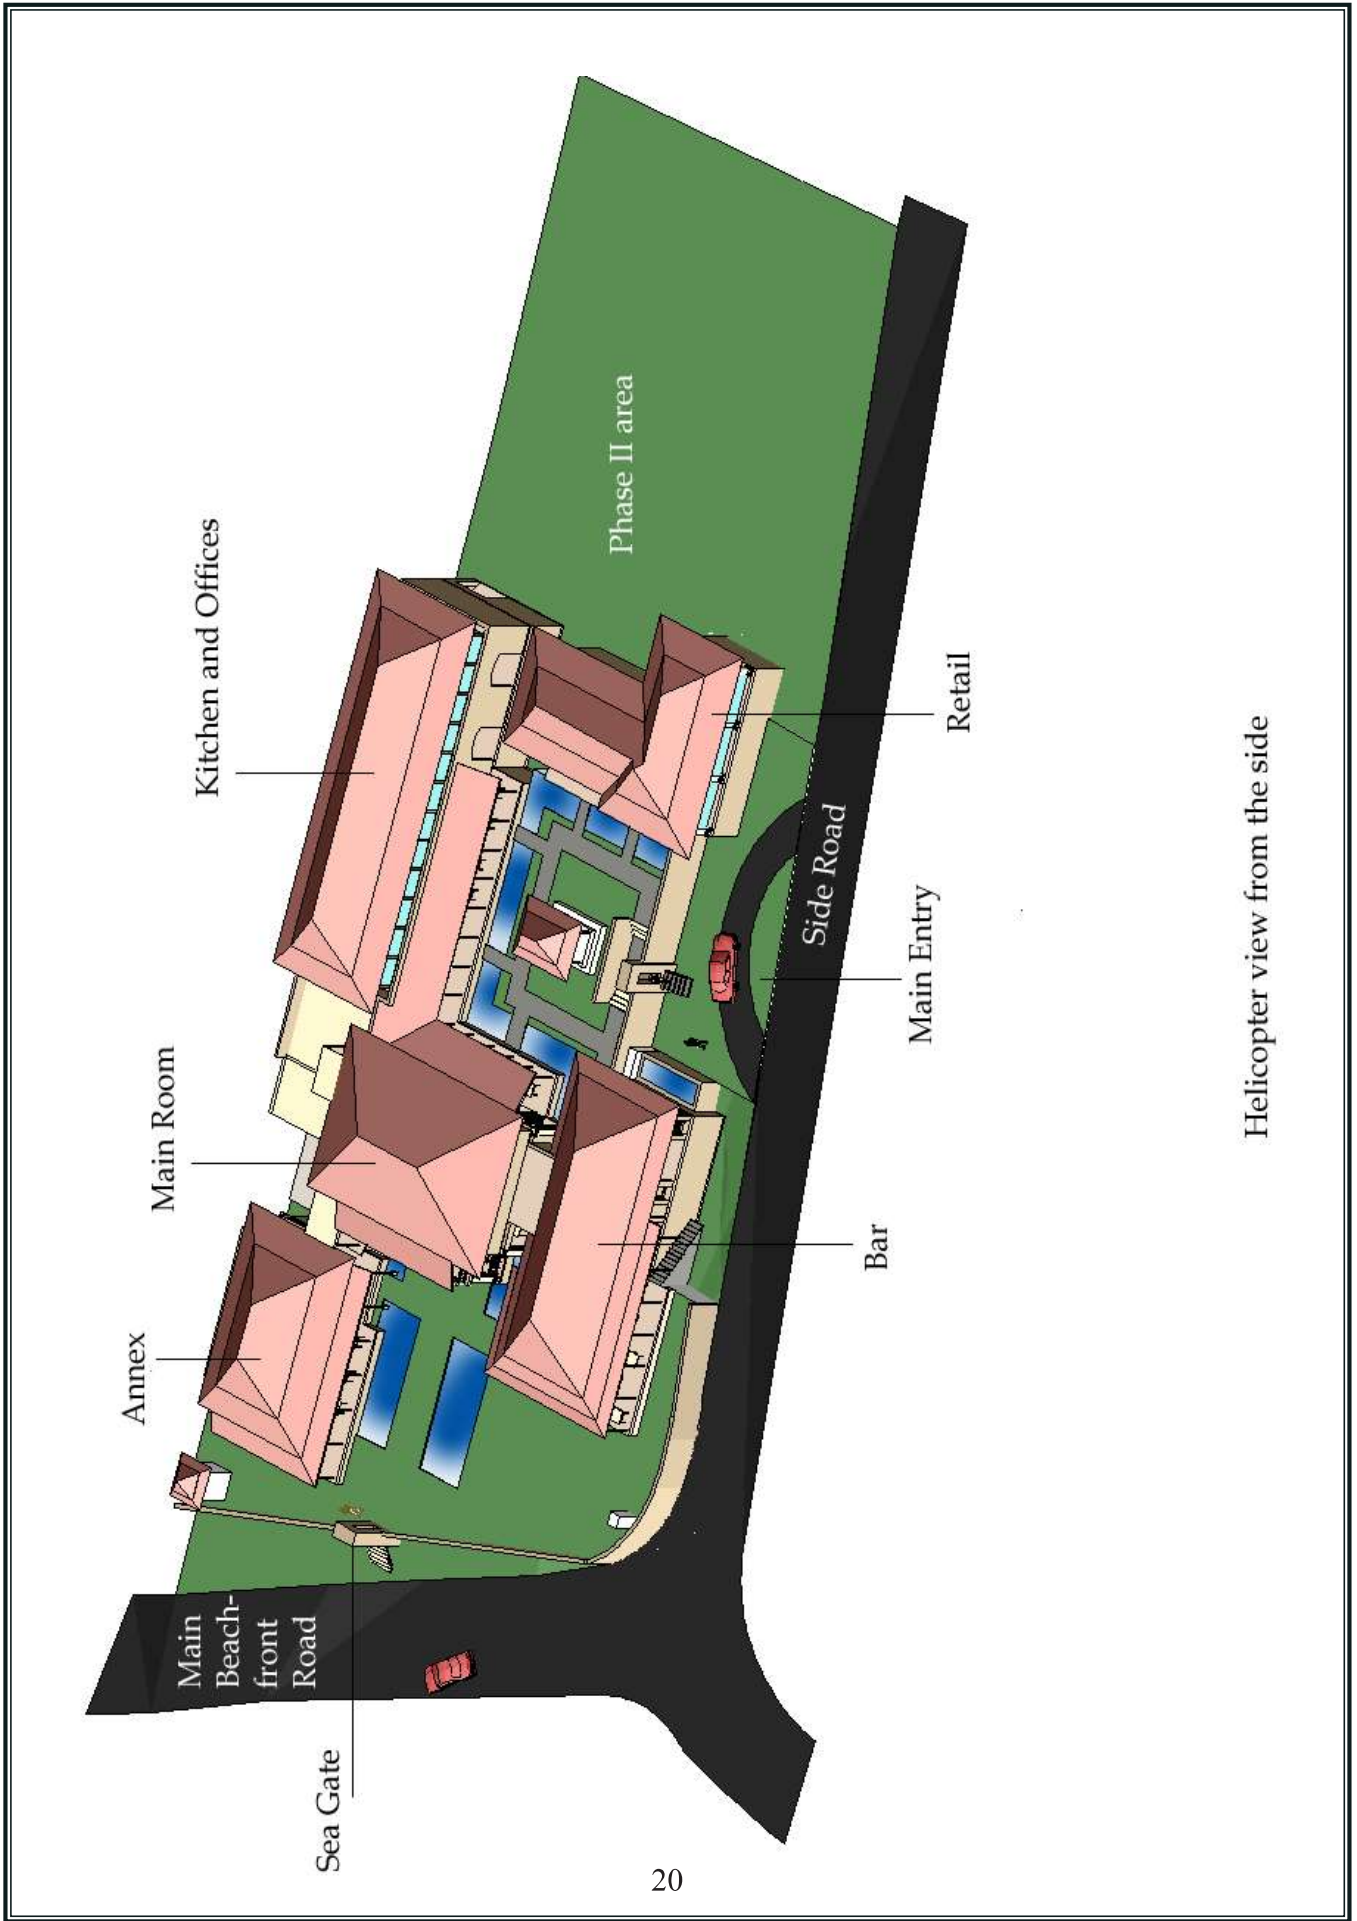 Sea Gate
Main
Beach-
front
Road
Annex
Main Room
Kitchen and Offices
Phase II area
Side Road
Bar
Main Entry
Retail
Helicopter view from the side
20